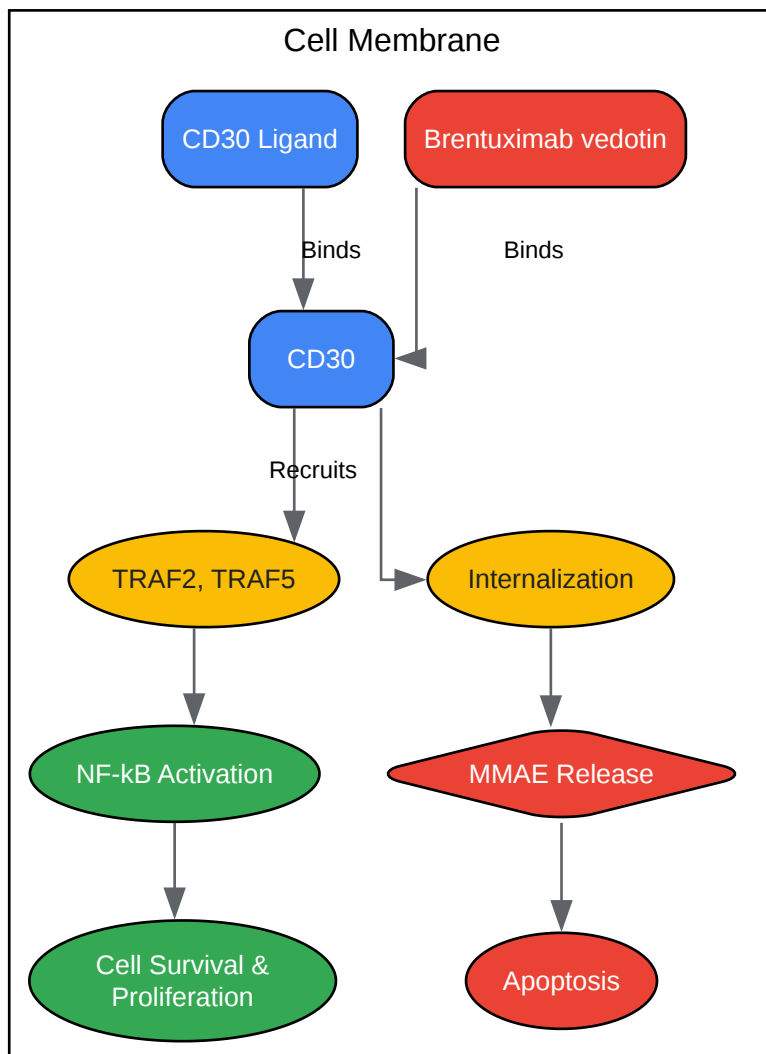 Cell Membrane
CD30 Ligand
Brentuximab vedotin
Binds
Binds
CD30
Recruits
TRAF2, TRAF5
Internalization
NF-kB Activation
MMAE Release
Cell Survival &
Proliferation
Apoptosis